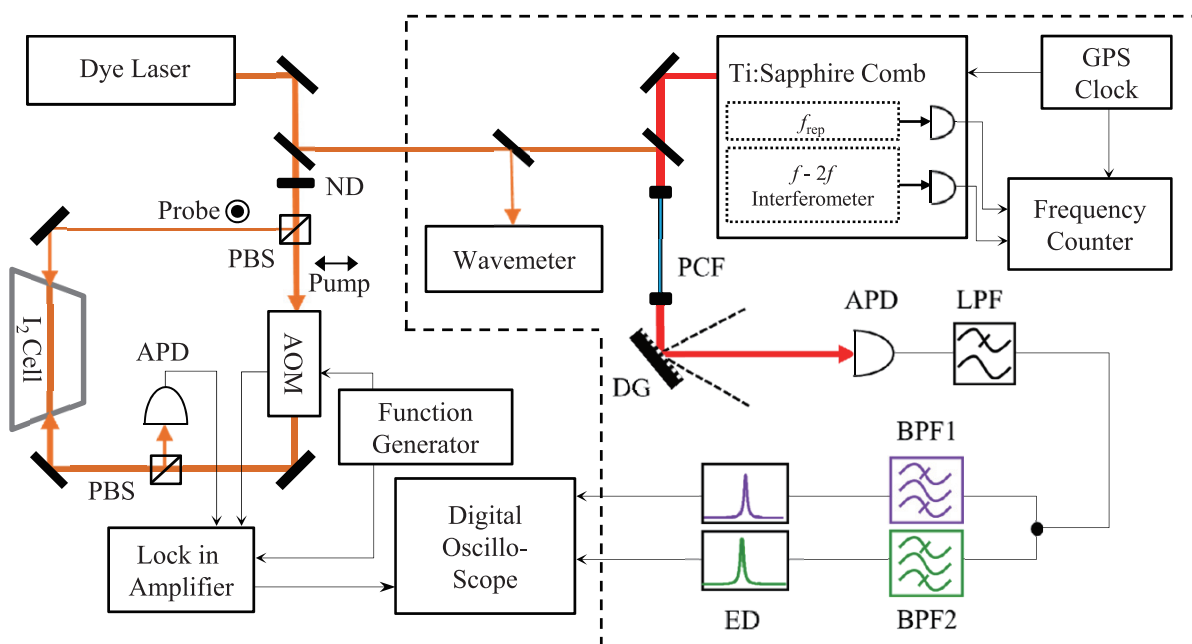 Dye Laser
Ti:Sapphire Comb
GPS
Clock
f_rep
f - 2f
Interferometer
Frequency
Counter
ND
Probe
PBS
Pump
Wavemeter
PCF
APD
LPF
I₂ Cell
APD
AOM
DG
Function
Generator
BPF1
PBS
Digital
Oscillo-
Scope
Lock in
Amplifier
ED
BPF2